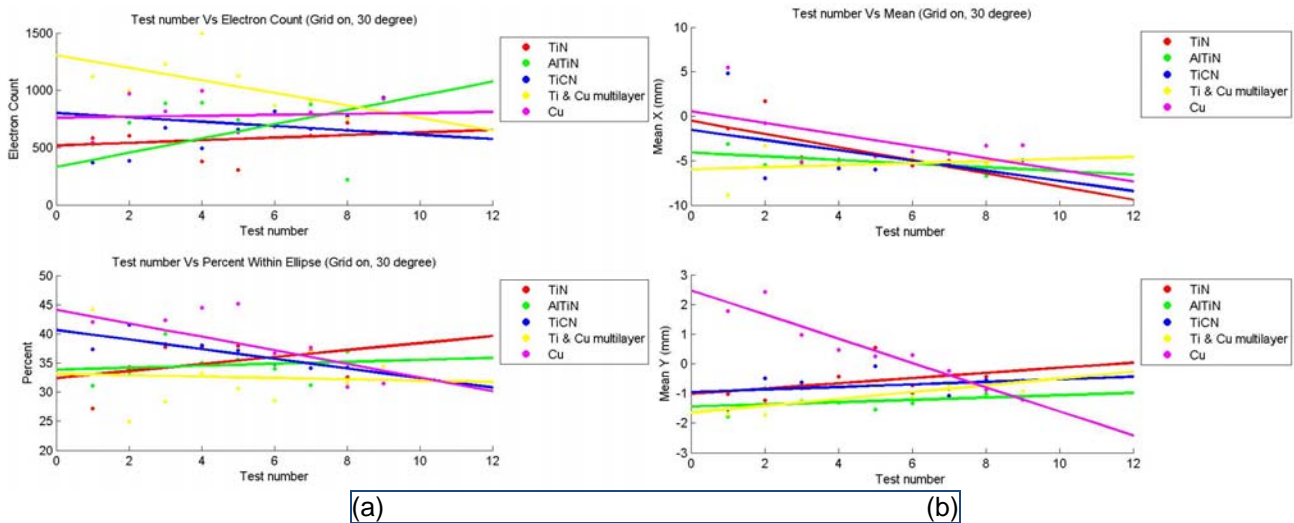 Test number Vs Electron Count (Grid on, 30 degree)
1500
1000
500
0
Electron Count
0 2 4 6 8 10 12
Test number
TiN
AlTiN
TiCN
Ti & Cu multilayer
Cu
Test number Vs Mean (Grid on, 30 degree)
10
5
0
-5
-10
Mean X (mm)
0 2 4 6 8 10 12
Test number
TiN
AlTiN
TiCN
Ti & Cu multilayer
Cu
Test number Vs Percent Within Ellipse (Grid on, 30 degree)
50
45
40
35
30
25
20
Percent
0 2 4 6 8 10 12
Test number
TiN
AlTiN
TiCN
Ti & Cu multilayer
Cu
3
2
1
0
-1
-2
-3
Mean Y (mm)
0 2 4 6 8 10 12
Test number
TiN
AlTiN
TiCN
Ti & Cu multilayer
Cu
(a) (b)